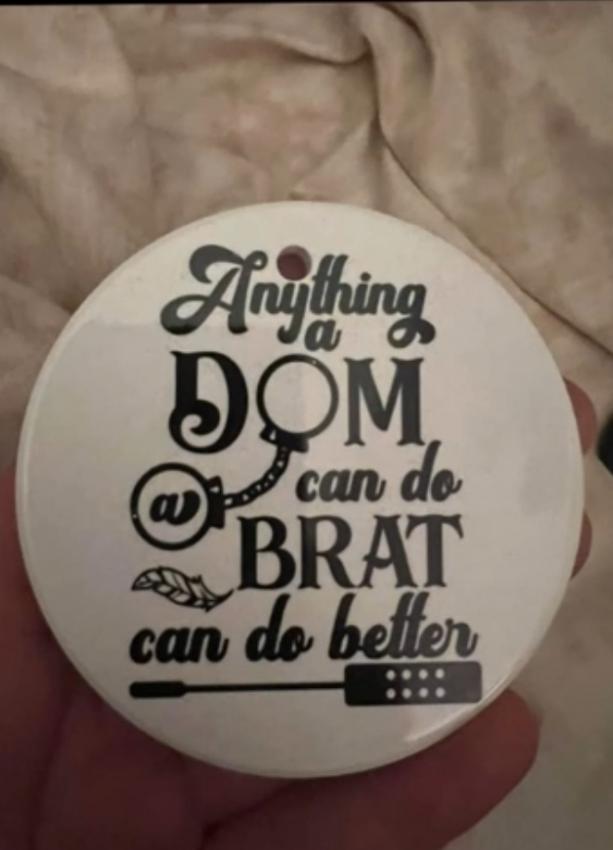 Anything
a
DOM
can do
a
BRAT
can do better